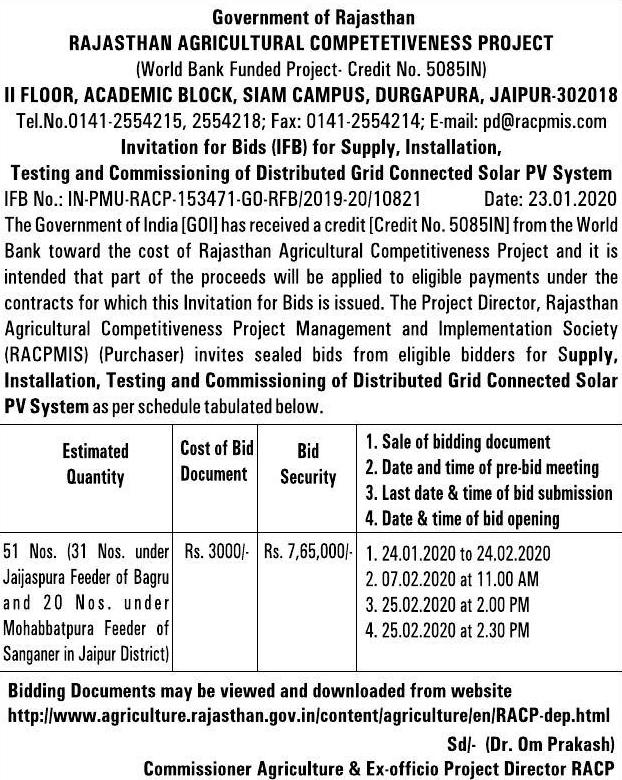 Government of Rajasthan
RAJASTHAN AGRICULTURAL COMPETETIVENESS PROJECT
(World Bank Funded Project- Credit No. 5085IN)
II FLOOR, ACADEMIC BLOCK, SIAM CAMPUS, DURGAPURA, JAIPUR-302018
Tel.No.0141-2554215, 2554218; Fax: 0141-2554214; E-mail: pd@racpmis.com
Invitation for Bids (IFB) for Supply, Installation,
Testing and Commissioning of Distributed Grid Connected Solar PV System
IFB No.: IN-PMU-RACP-153471-GO-RFB/2019-20/10821 Date: 23.01.2020
The Government of India [GOI] has received a credit [Credit No. 5085IN] from the World
Bank toward the cost of Rajasthan Agricultural Competitiveness Project and it is
intended that part of the proceeds will be applied to eligible payments under the
contracts for which this Invitation for Bids is issued. The Project Director, Rajasthan
Agricultural Competitiveness Project Management and Implementation Society
(RACPMIS) (Purchaser) invites sealed bids from eligible bidders for Supply,
Installation, Testing and Commissioning of Distributed Grid Connected Solar
PV System as per schedule tabulated below.
Estimated
Quantity
Cost of Bid
Document
Bid
Security
1. Sale of bidding document
2. Date and time of pre-bid meeting
3. Last date & time of bid submission
4. Date & time of bid opening
51 Nos. (31 Nos. under
Jaijaspura Feeder of Bagru
and 20 Nos. under
Mohabbatpura Feeder of
Sanganer in Jaipur District)
Rs. 3000/-
Rs. 7,65,000/-
1. 24.01.2020 to 24.02.2020
2. 07.02.2020 at 11.00 AM
3. 25.02.2020 at 2.00 PM
4. 25.02.2020 at 2.30 PM
Bidding Documents may be viewed and downloaded from website
http://www.agriculture.rajasthan.gov.in/content/agriculture/en/RACP-dep.html
Sd/- (Dr. Om Prakash)
Commissioner Agriculture & Ex-officio Project Director RACP